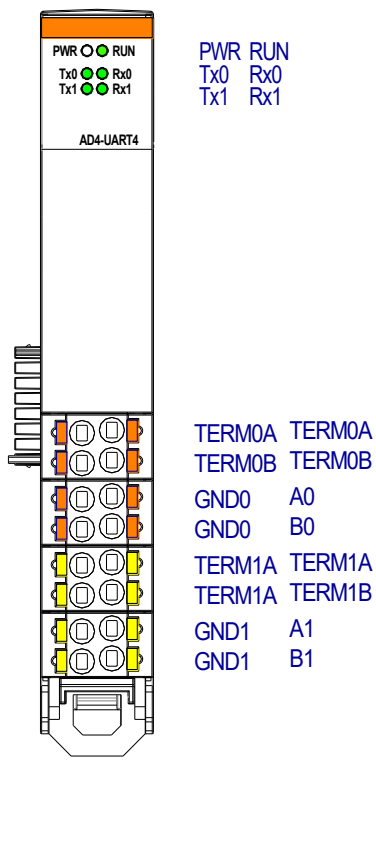 PWR RUN
Tx0 Rx0
Tx1 Rx1
AD4-UART4
PWR RUN
Tx0 Rx0
Tx1 Rx1
TERM0A TERM0A
TERM0B TERM0B
GND0 A0
GND0 B0
TERM1A TERM1A
TERM1A TERM1B
GND1 A1
GND1 B1